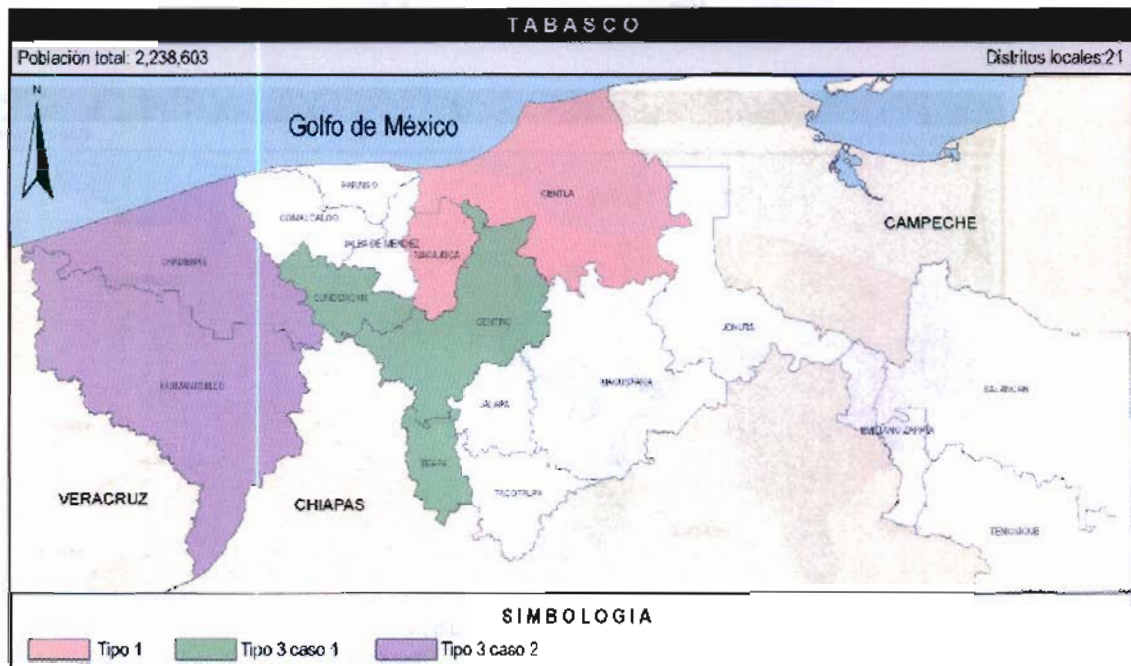 TABASCO
Población total: 2,238,603 Distritos locales:21
N
Golfo de México
PARAISO
CENTLA
COMALCALCO
CAMPECHE
JALPA DE MENDEZ
NACAJUCA
CARDENAS
CUNDUACAN
CENTRO
JONUTA
HUIMANGUILLO
MACUSPANA
BALANCAN
JALAPA
EMILIANO ZAPATA
TEAPA
VERACRUZ
CHIAPAS
TACOTALPA
TENOSIQUE
SIMBOLOGIA
Tipo 1 Tipo 3 caso 1 Tipo 3 caso 2